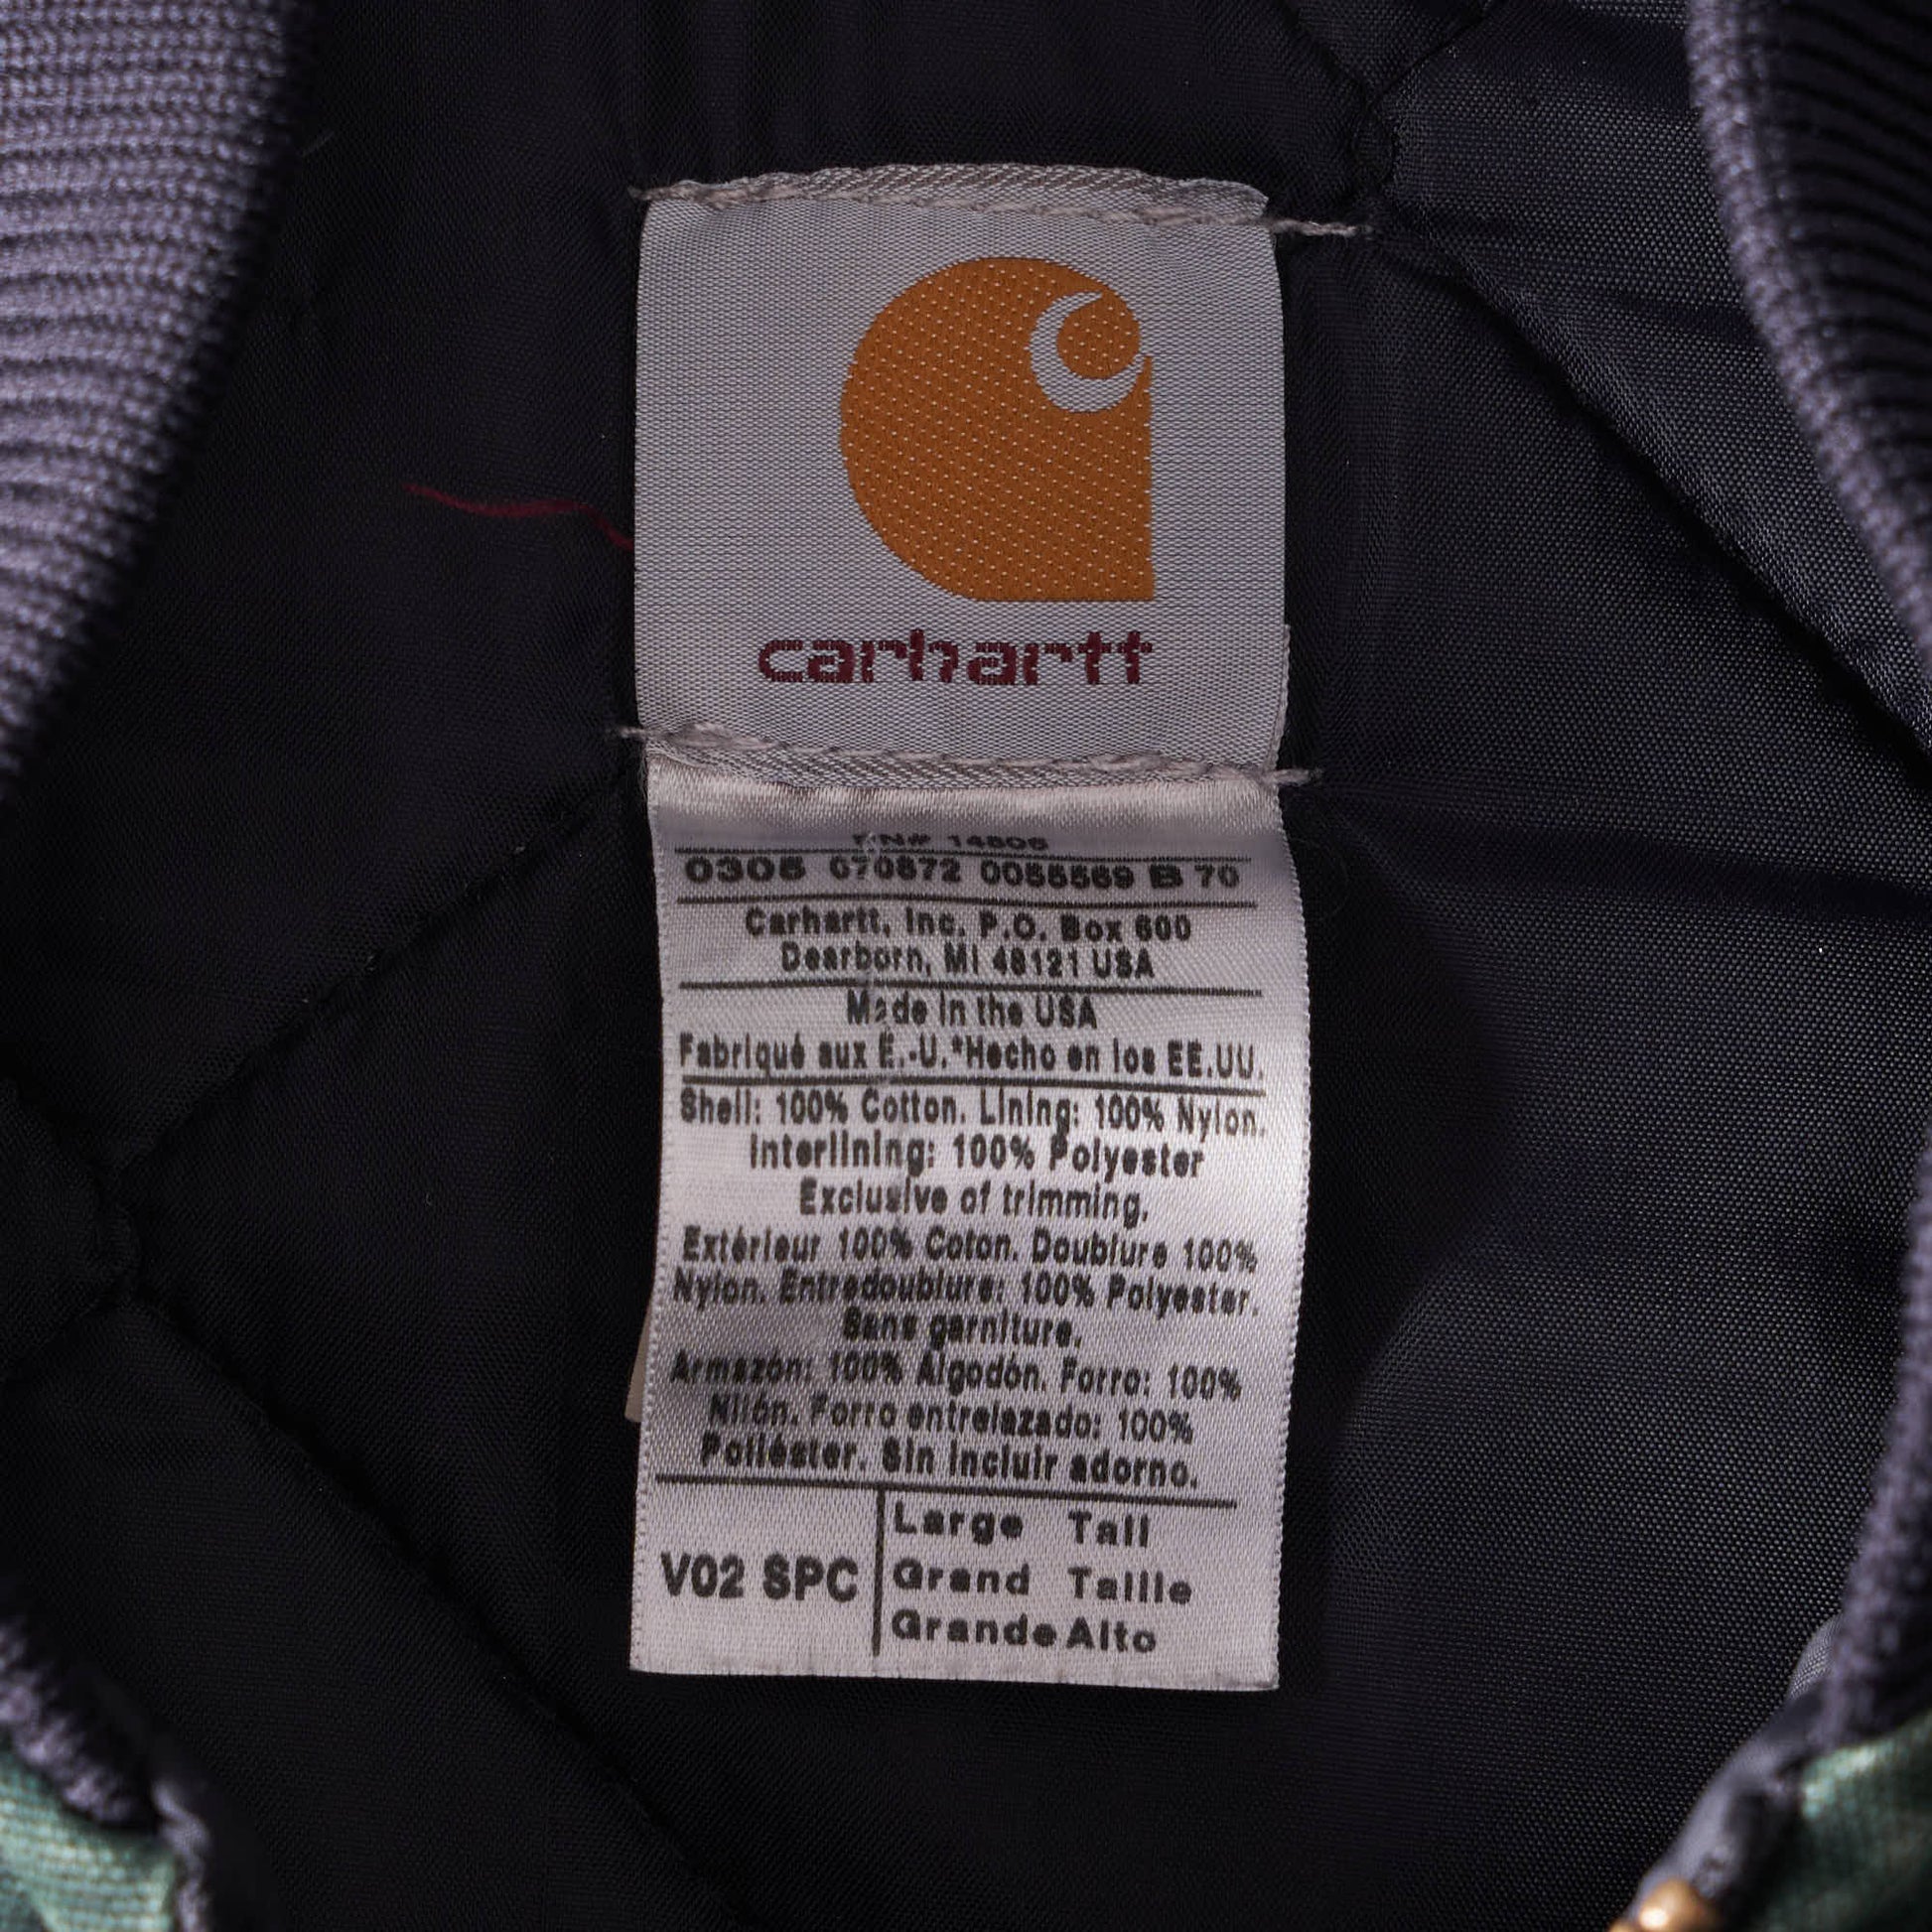 carhartt
RN# 14806
0305 070872 0055569 B 70
Carhartt, Inc. P.O. Box 600
Dearborn, MI 48121 USA
Made in the USA
Fabriqué aux É.-U.*Hecho en los EE.UU.
Shell: 100% Cotton. Lining: 100% Nylon.
Interlining: 100% Polyester
Exclusive of trimming.
Extérieur 100% Coton. Doublure 100%
Nylon. Entredoublure: 100% Polyester.
Sans garniture.
Armazón: 100% Algodón. Forro: 100%
Nilón. Forro entrelazado: 100%
Poliéster. Sin incluir adorno.
V02 SPC
Large Tall
Grand Taille
Grande Alto